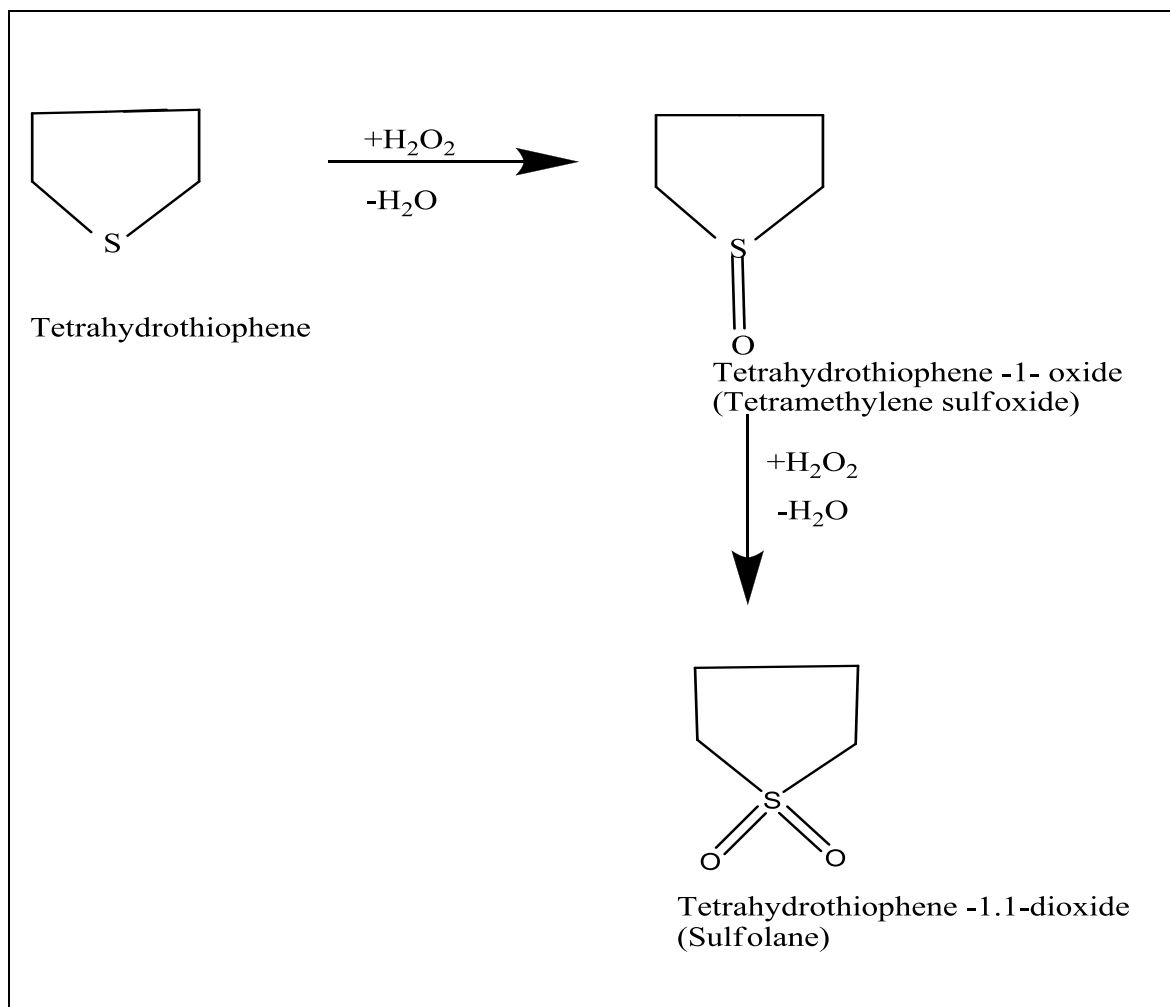 +H₂O₂
-H₂O
S
S
O
Tetrahydrothiophene
Tetrahydrothiophene -1- oxide
(Tetramethylene sulfoxide)
+H₂O₂
-H₂O
S
O
O
Tetrahydrothiophene -1.1-dioxide
(Sulfolane)